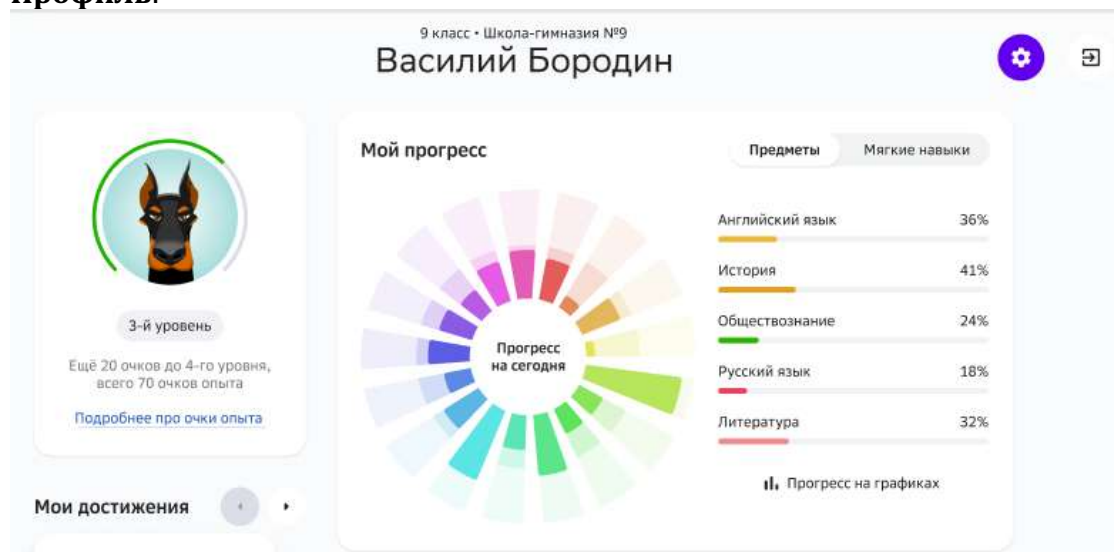 Профиль.
9 класс • Школа-гимназия №9
Василий Бородин
3-й уровень
Ещё 20 очков до 4-го уровня,
всего 70 очков опыта
Подробнее про очки опыта
Мои достижения
Мой прогресс
Предметы
Мягкие навыки
Прогресс
на сегодня
Английский язык 36%
История 41%
Обществознание 24%
Русский язык 18%
Литература 32%
Прогресс на графиках